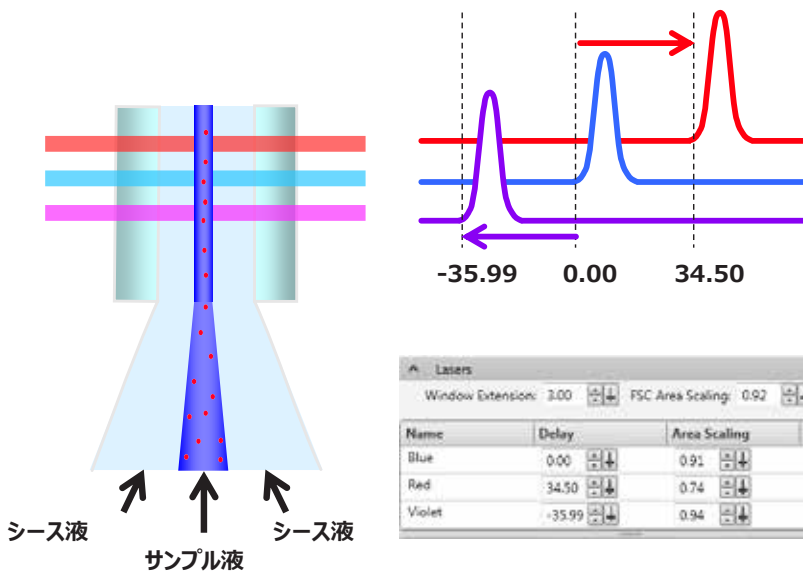 -35.99 0.00 34.50
シース液 シース液
サンプル液
Lasers
Window Extension: 3.00 FSC Area Scaling: 0.92
Name Delay Area Scaling
Blue 0.00 0.91
Red 34.50 0.74
Violet -35.99 0.94